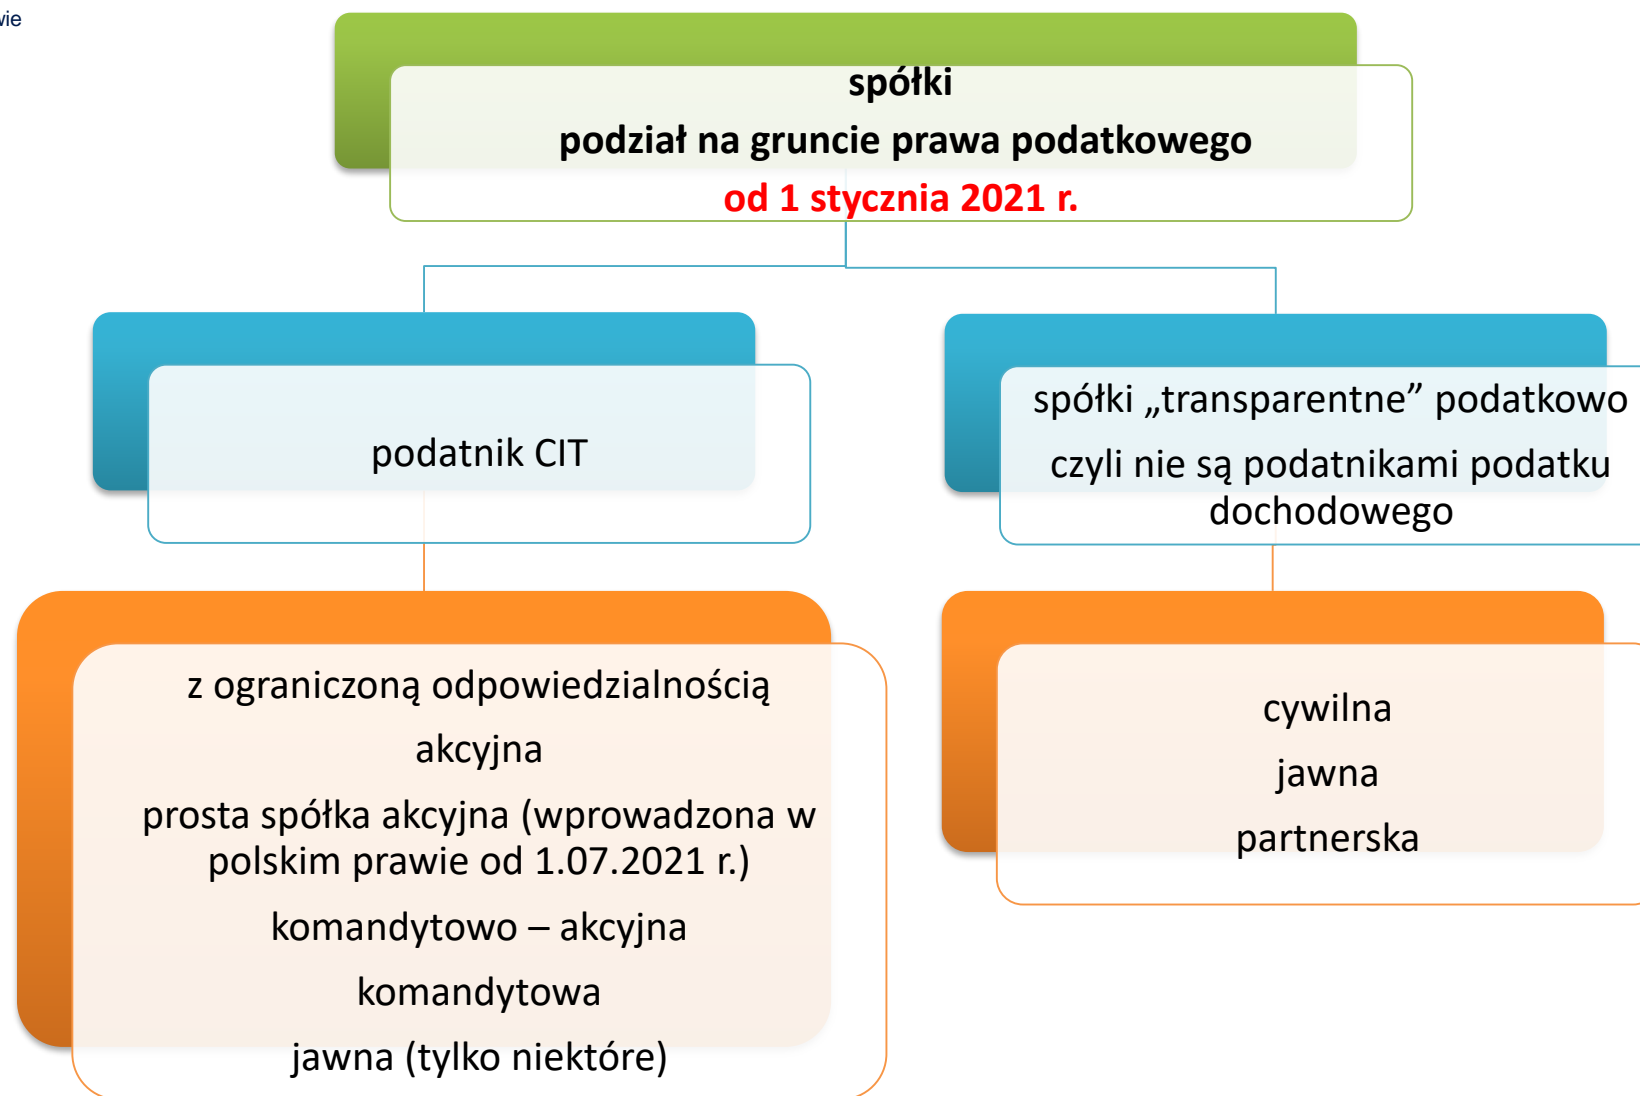 spółki
podział na gruncie prawa podatkowego
od 1 stycznia 2021 r.
podatnik CIT
spółki „transparentne” podatkowo
czyli nie są podatnikami podatku
dochodowego
z ograniczoną odpowiedzialnością
akcyjna
prosta spółka akcyjna (wprowadzona w
polskim prawie od 1.07.2021 r.)
komandytowo – akcyjna
komandytowa
jawna (tylko niektóre)
cywilna
jawna
partnerska